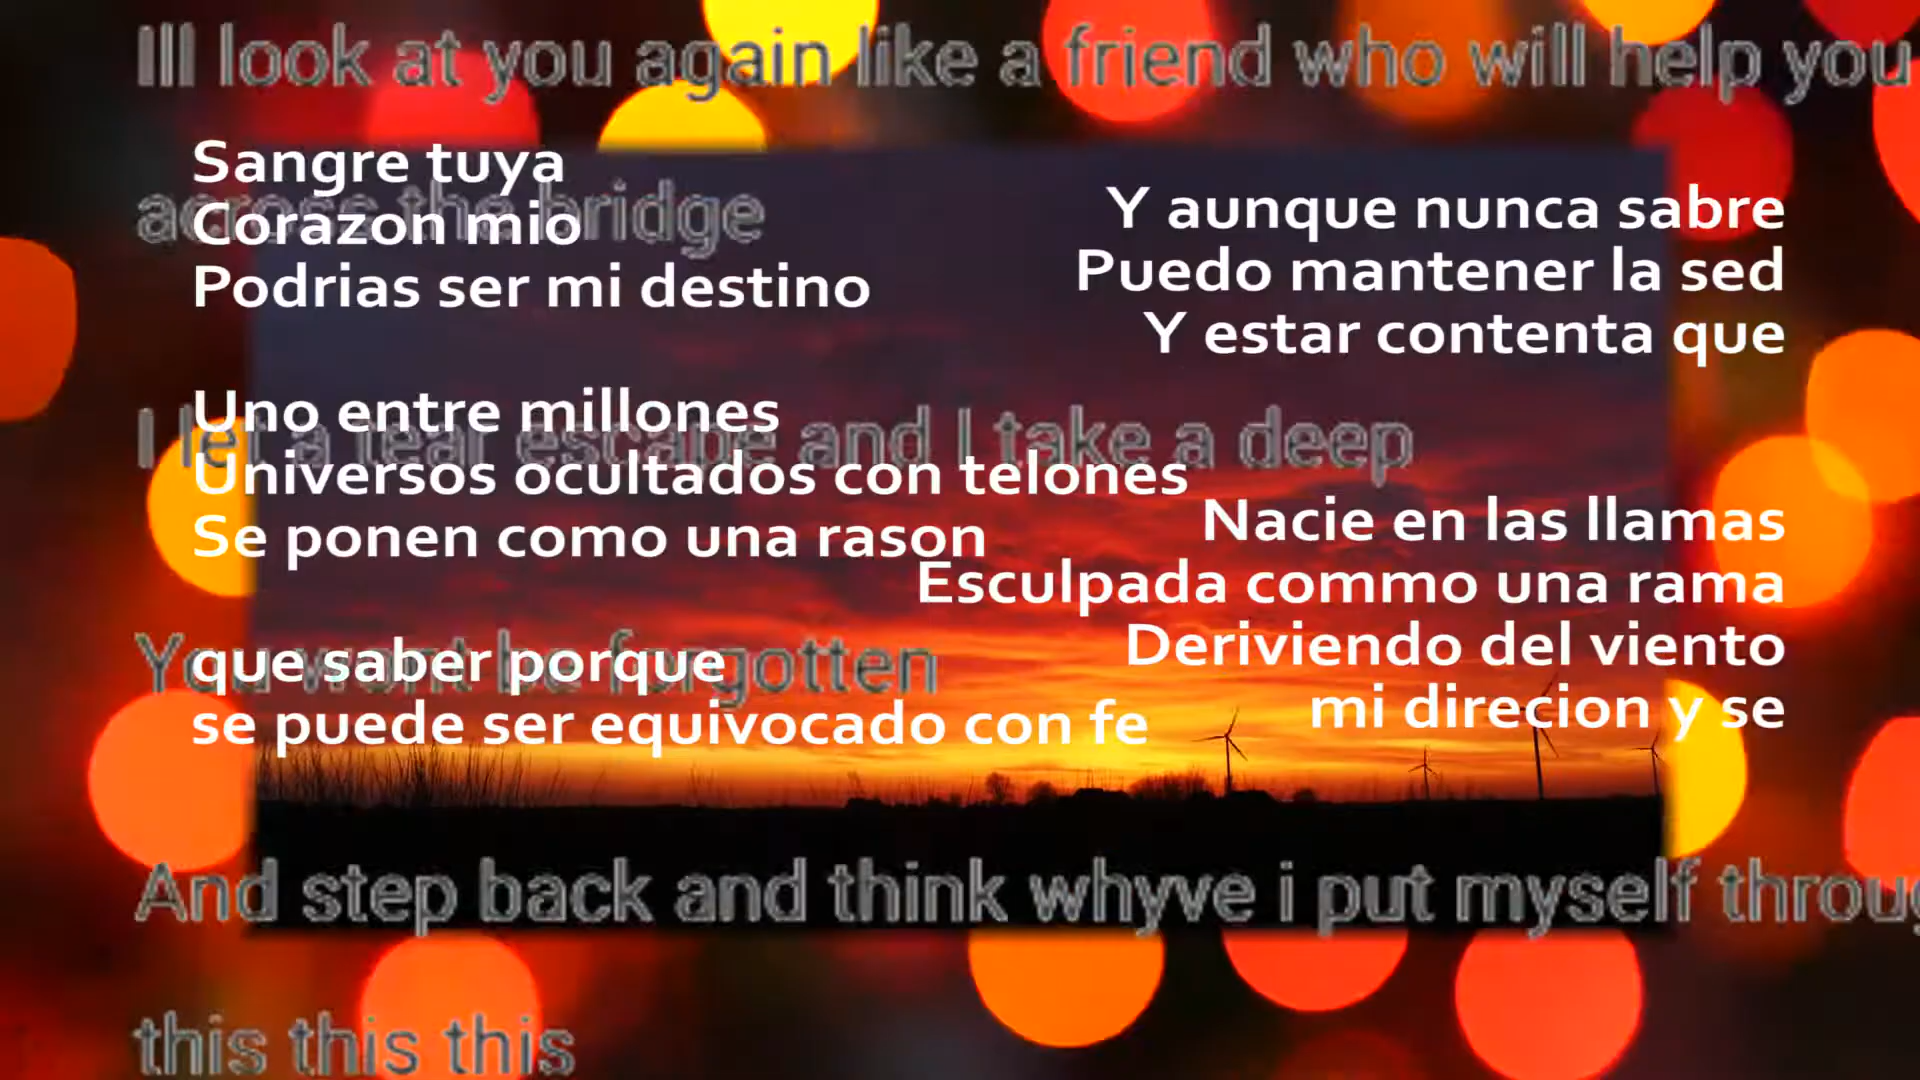 Ill look at you again like a friend who will help you
across the bridge
I let a tear escape and I take a deep
You wont be forgotten
And step back and think whyve i put myself throug
this this this
Sangre tuya
Corazon mio
Podrias ser mi destino
Uno entre millones
Universos ocultados con telones
Se ponen como una rason
que saber porque
se puede ser equivocado con fe
Y aunque nunca sabre
Puedo mantener la sed
Y estar contenta que
Nacie en las llamas
Esculpada commo una rama
Deriviendo del viento
mi direcion y se